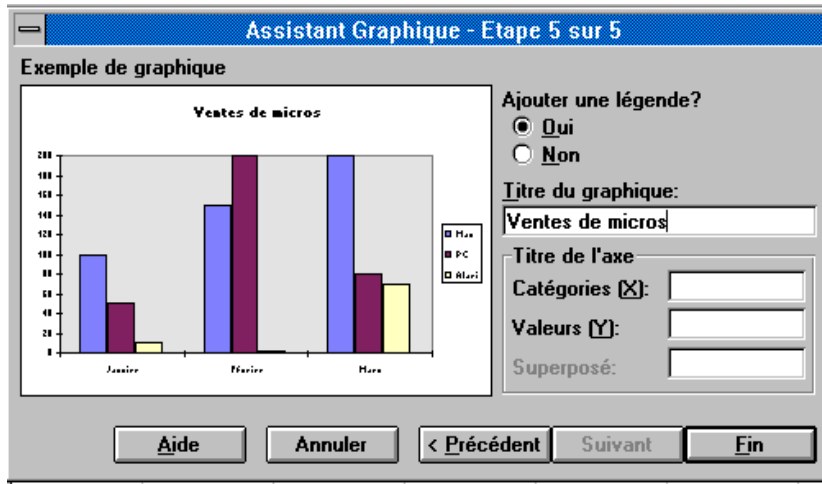 Assistant Graphique - Etape 5 sur 5
Exemple de graphique
Ventes de micros
200
180
160
140
120
100
80
60
40
20
0
Janvier Février Mars
Mac
PC
Atari
Ajouter une légende?
Oui
Non
Titre du graphique:
Ventes de micros
Titre de l'axe
Catégories (X):
Valeurs (Y):
Superposé:
Aide Annuler < Précédent Suivant Fin